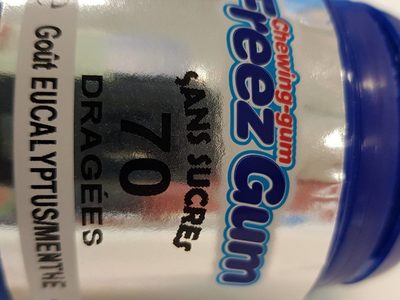 Chewing-gum
Freez Gum
SANS SUCRES
70
DRAGÉES
Goût EUCALYPTUS/MENTHE